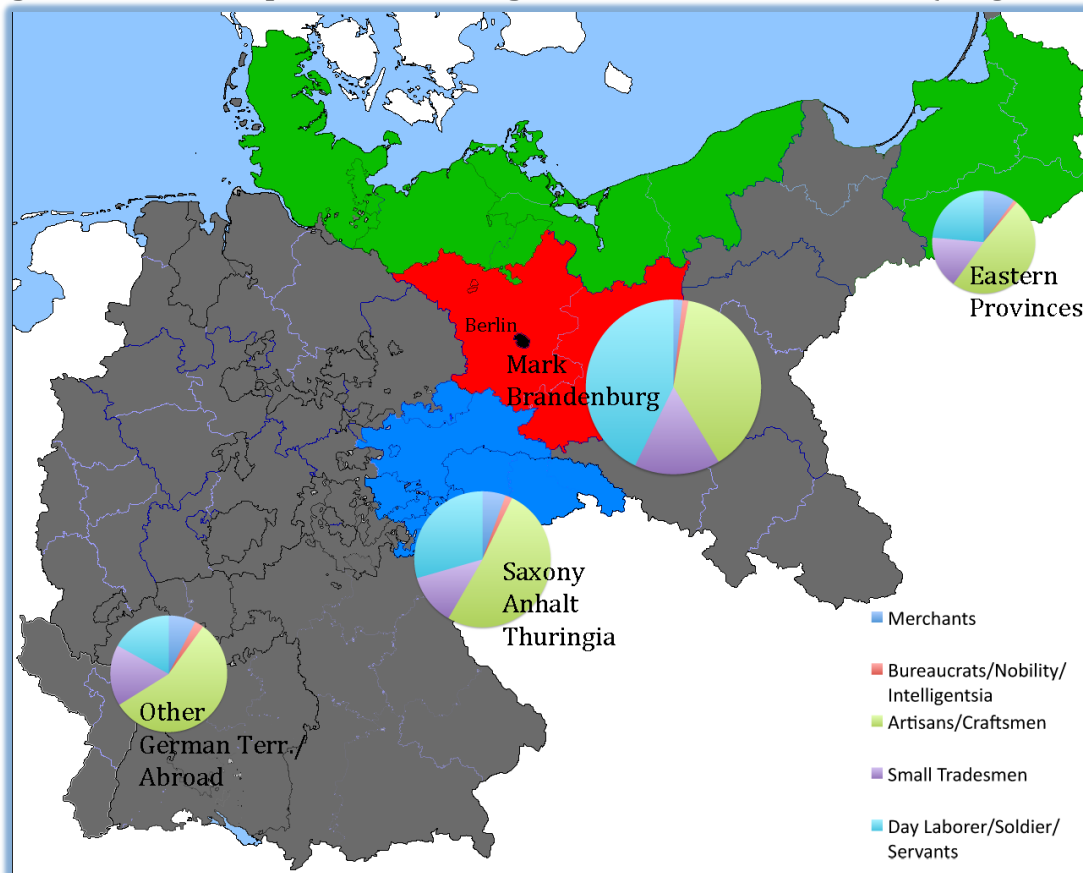 Eastern
Provinces
Berlin
Mark
Brandenburg
Saxony
Anhalt
Thuringia
Other
German Terr./
Abroad
Merchants
Bureaucrats/Nobility/
Intelligentsia
Artisans/Craftsmen
Small Tradesmen
Day Laborer/Soldier/
Servants